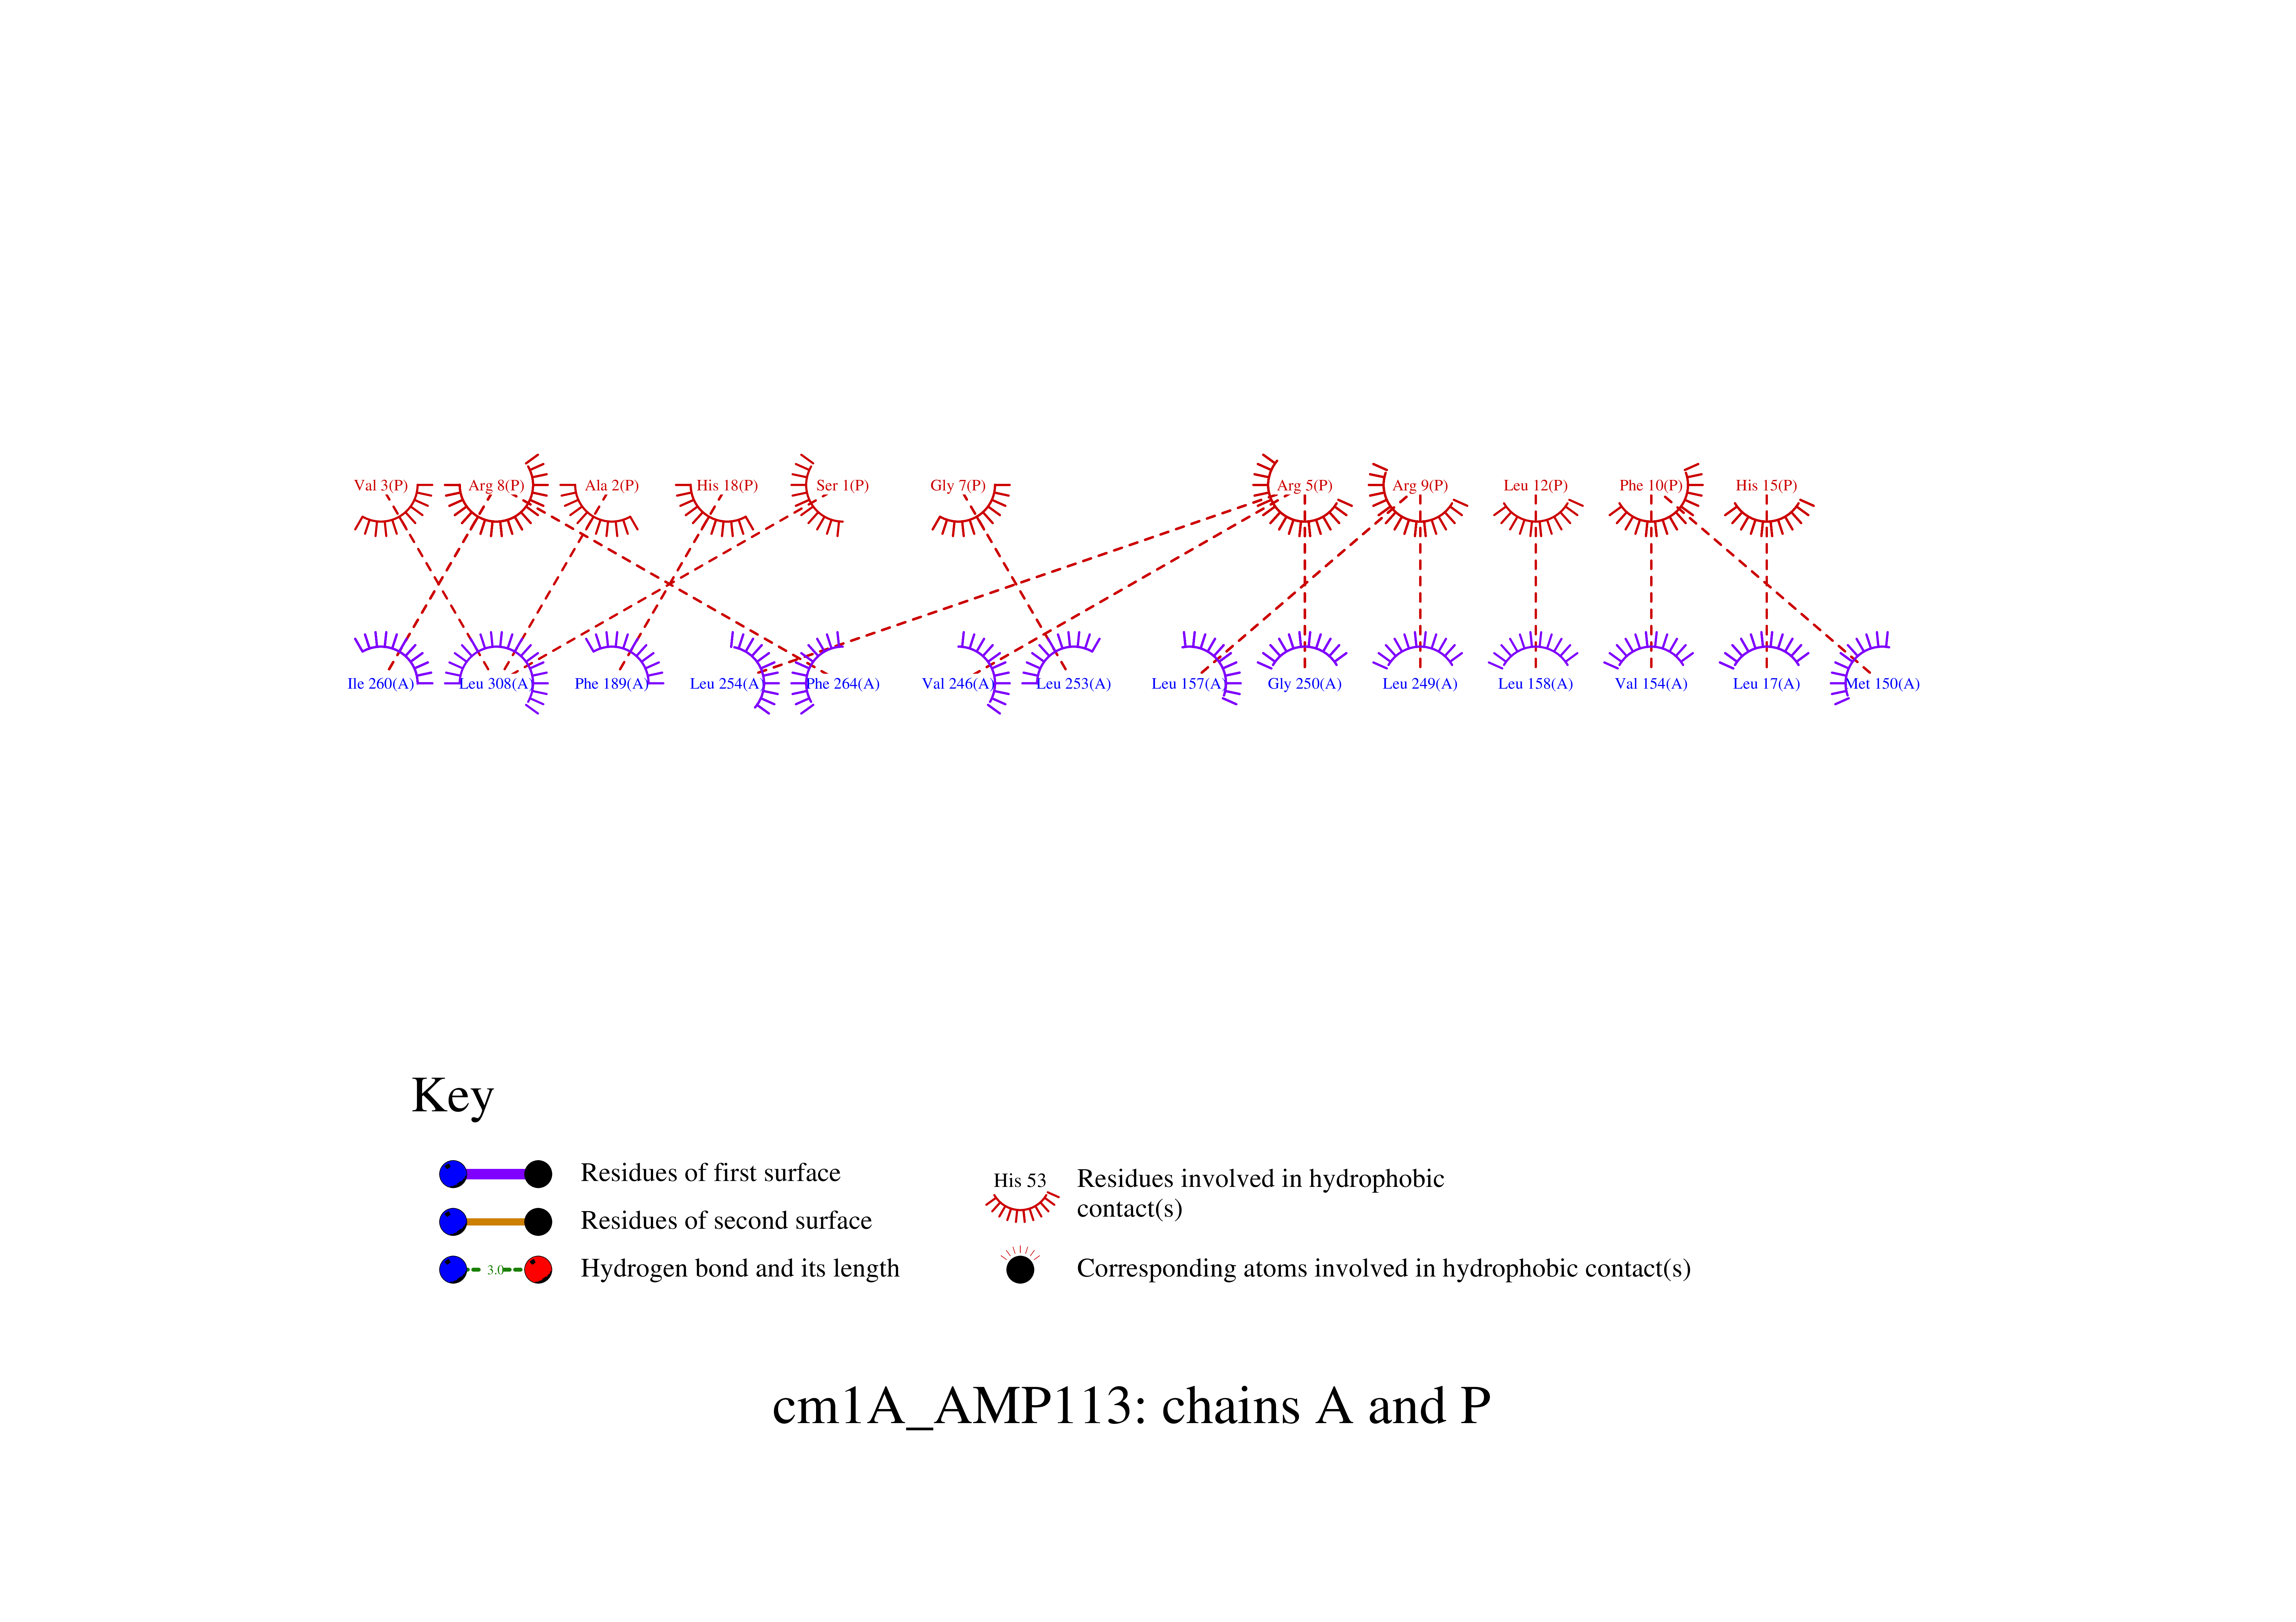 Val 3(P) Arg 8(P) Ala 2(P) His 18(P) Ser 1(P) Gly 7(P) Arg 5(P) Arg 9(P) Leu 12(P) Phe 10(P) His 15(P)
Ile 260(A) Leu 308(A) Phe 189(A) Leu 254(A) Phe 264(A) Val 246(A) Leu 253(A) Leu 157(A) Gly 250(A) Leu 249(A) Leu 158(A) Val 154(A) Leu 17(A) Met 150(A)
Key
Residues of first surface
Residues of second surface
3.0 Hydrogen bond and its length
His 53 Residues involved in hydrophobic
contact(s)
Corresponding atoms involved in hydrophobic contact(s)
cm1A_AMP113: chains A and P